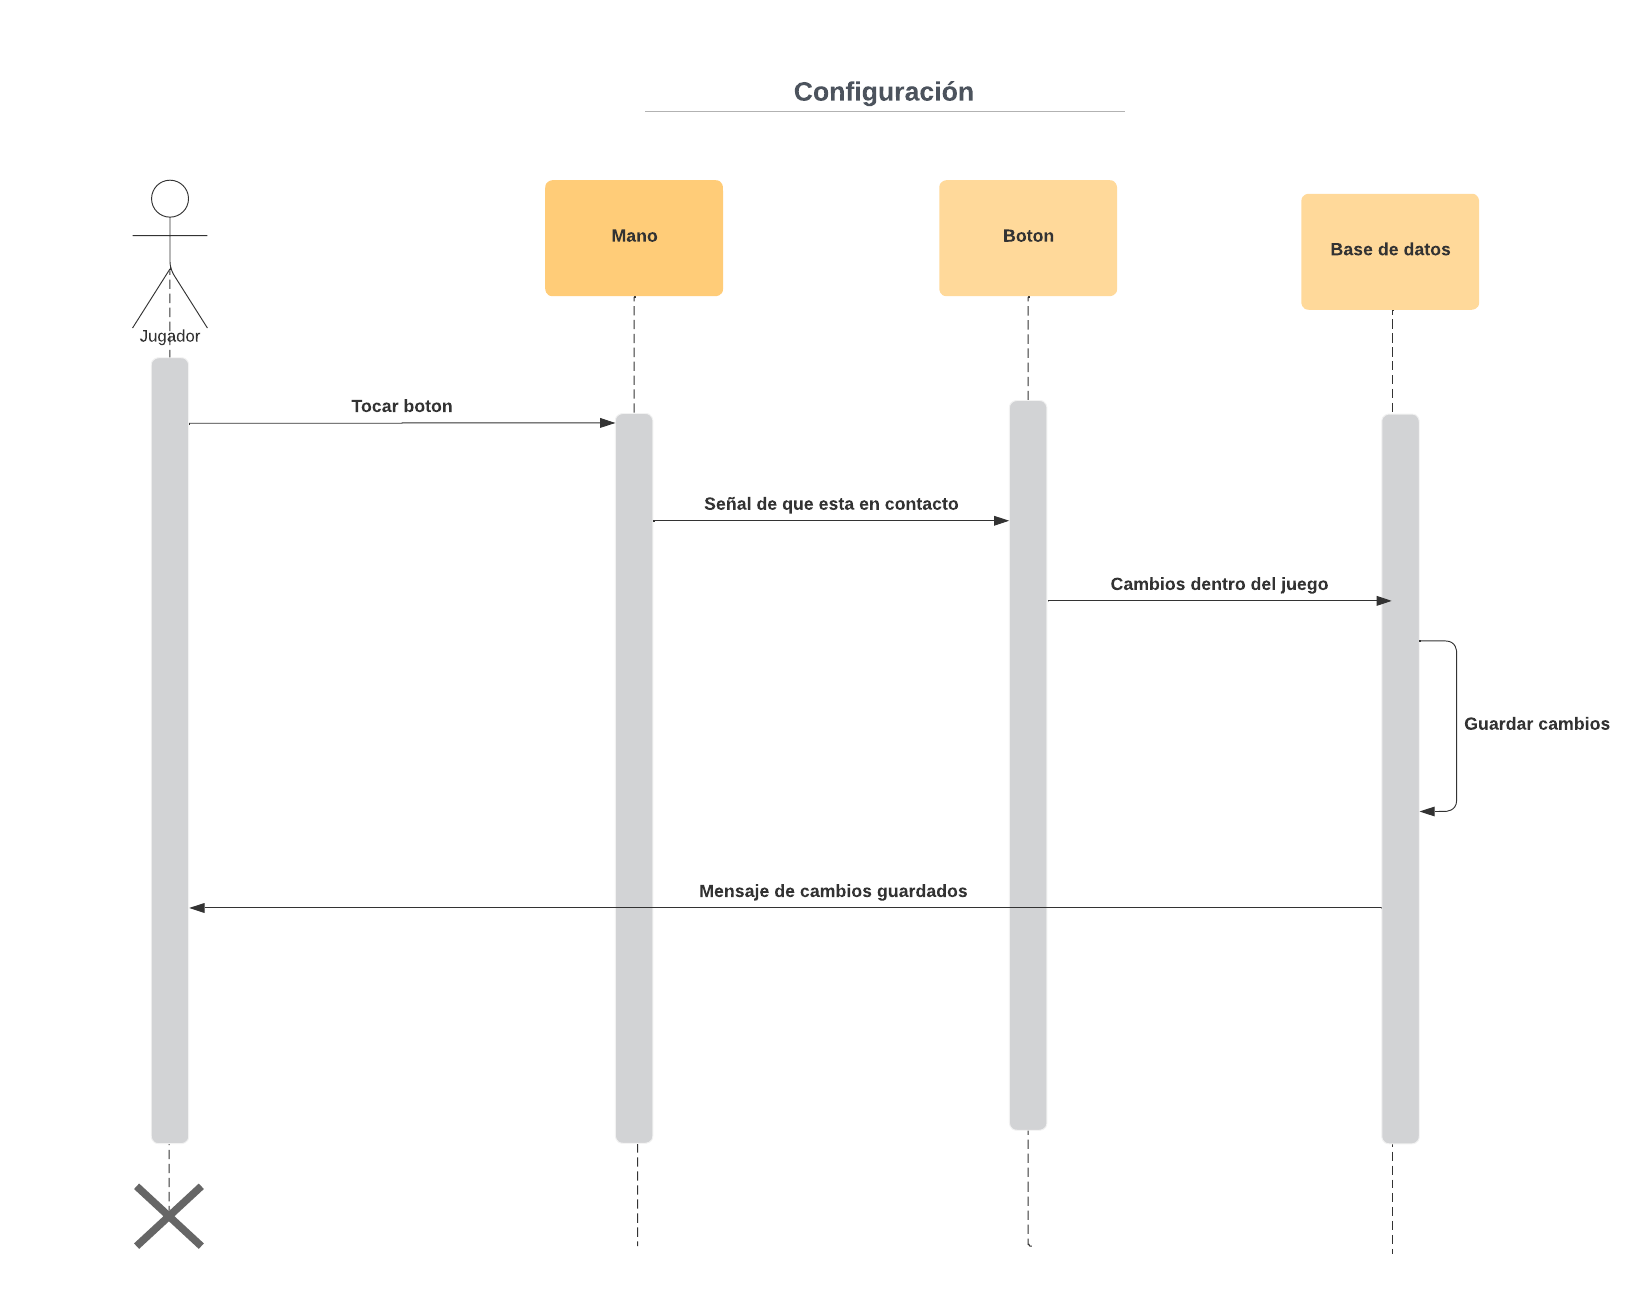 Configuración
Jugador
Mano
Boton
Base de datos
Tocar boton
Señal de que esta en contacto
Cambios dentro del juego
Guardar cambios
Mensaje de cambios guardados